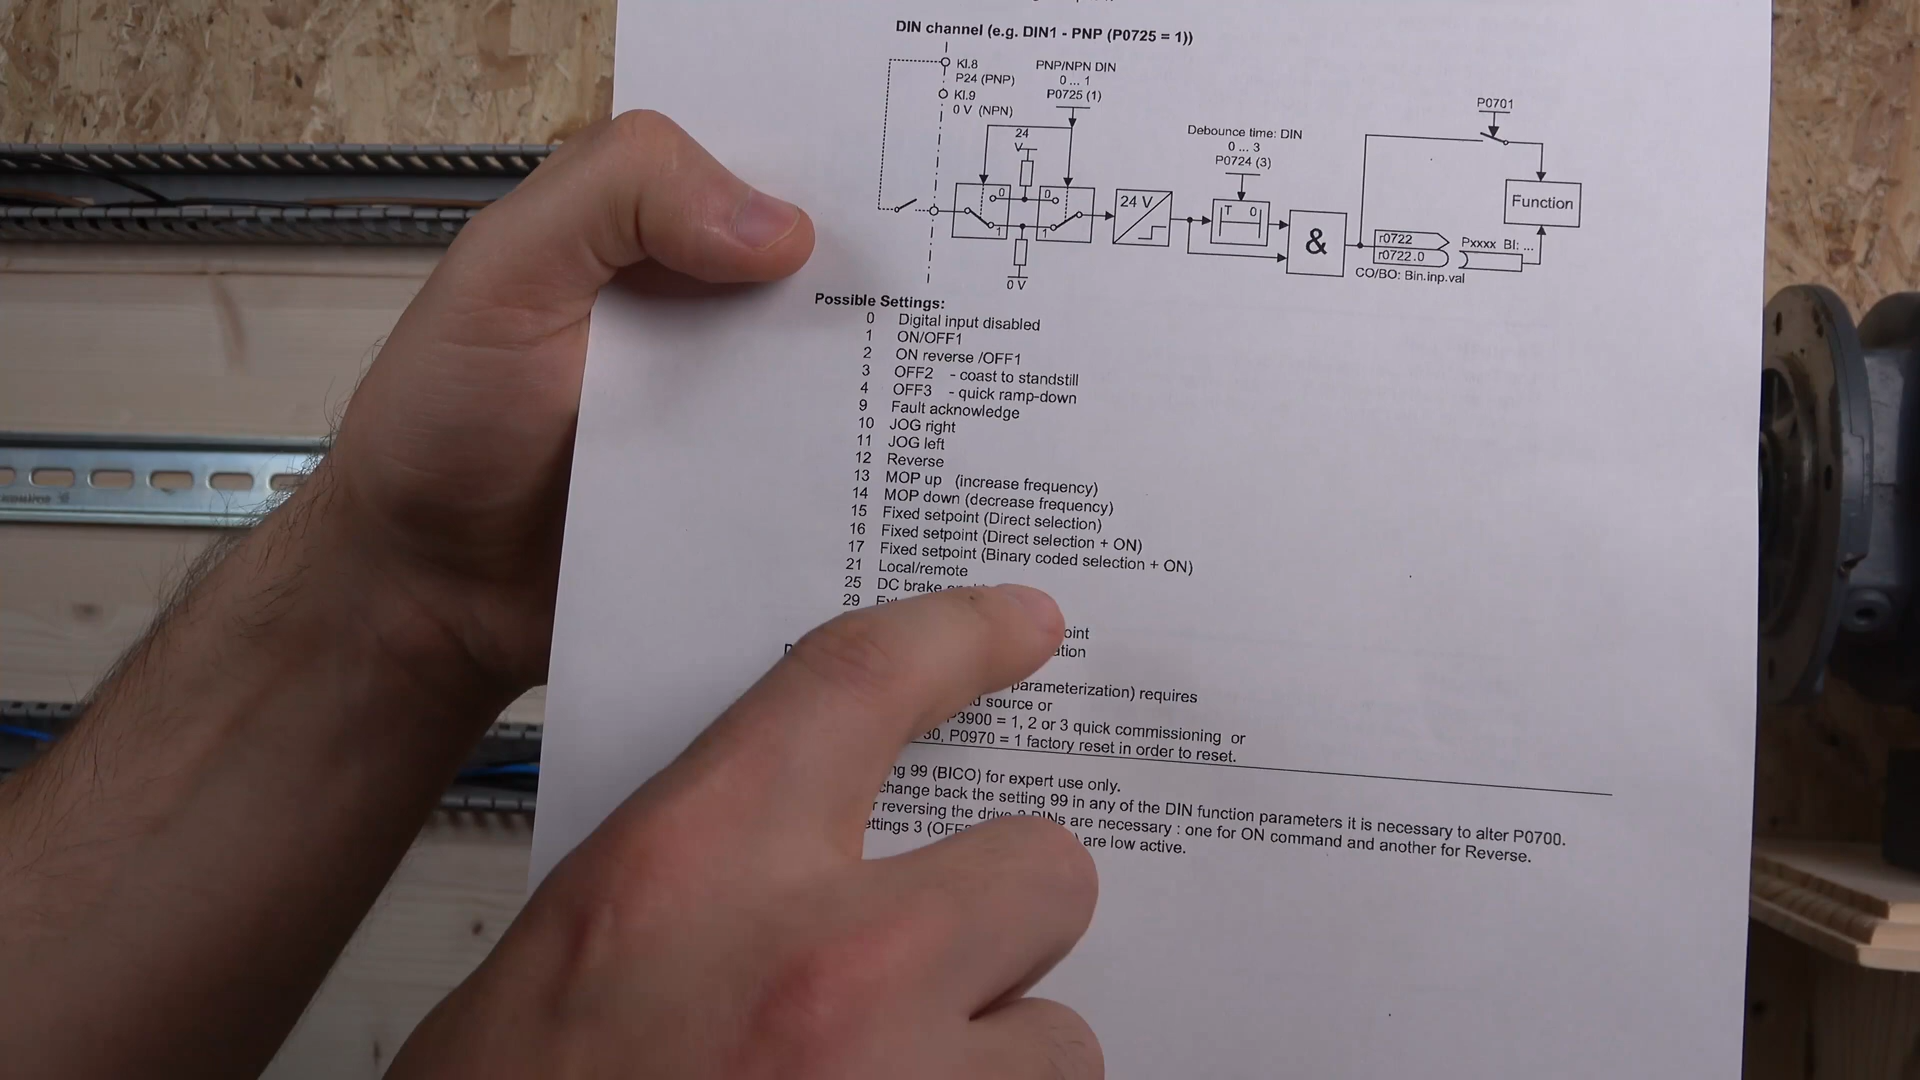 DIN channel (e.g. DIN1 - PNP (P0725 = 1))
Kl.8
P24 (PNP)
Kl.9
0 V (NPN)
PNP/NPN DIN
0 ... 1
P0725 (1)
24
V
0
0
1
1
0 V
24 V
Debounce time: DIN
0 ... 3
P0724 (3)
T 0
&
P0701
Function
r0722
r0722.0
CO/BO: Bin.inp.val
Pxxxx BI: ...
Possible Settings:
0 Digital input disabled
1 ON/OFF1
2 ON reverse /OFF1
3 OFF2 - coast to standstill
4 OFF3 - quick ramp-down
9 Fault acknowledge
10 JOG right
11 JOG left
12 Reverse
13 MOP up (increase frequency)
14 MOP down (decrease frequency)
15 Fixed setpoint (Direct selection)
16 Fixed setpoint (Direct selection + ON)
17 Fixed setpoint (Binary coded selection + ON)
21 Local/remote
25 DC brake
29
parameterization) requires
source or
P3900 = 1, 2 or 3 quick commissioning or
30, P0970 = 1 factory reset in order to reset.
99 (BICO) for expert use only.
change back the setting 99 in any of the DIN function parameters it is necessary to alter P0700.
reversing the drive 2 DINs are necessary : one for ON command and another for Reverse.
ettings 3 are low active.